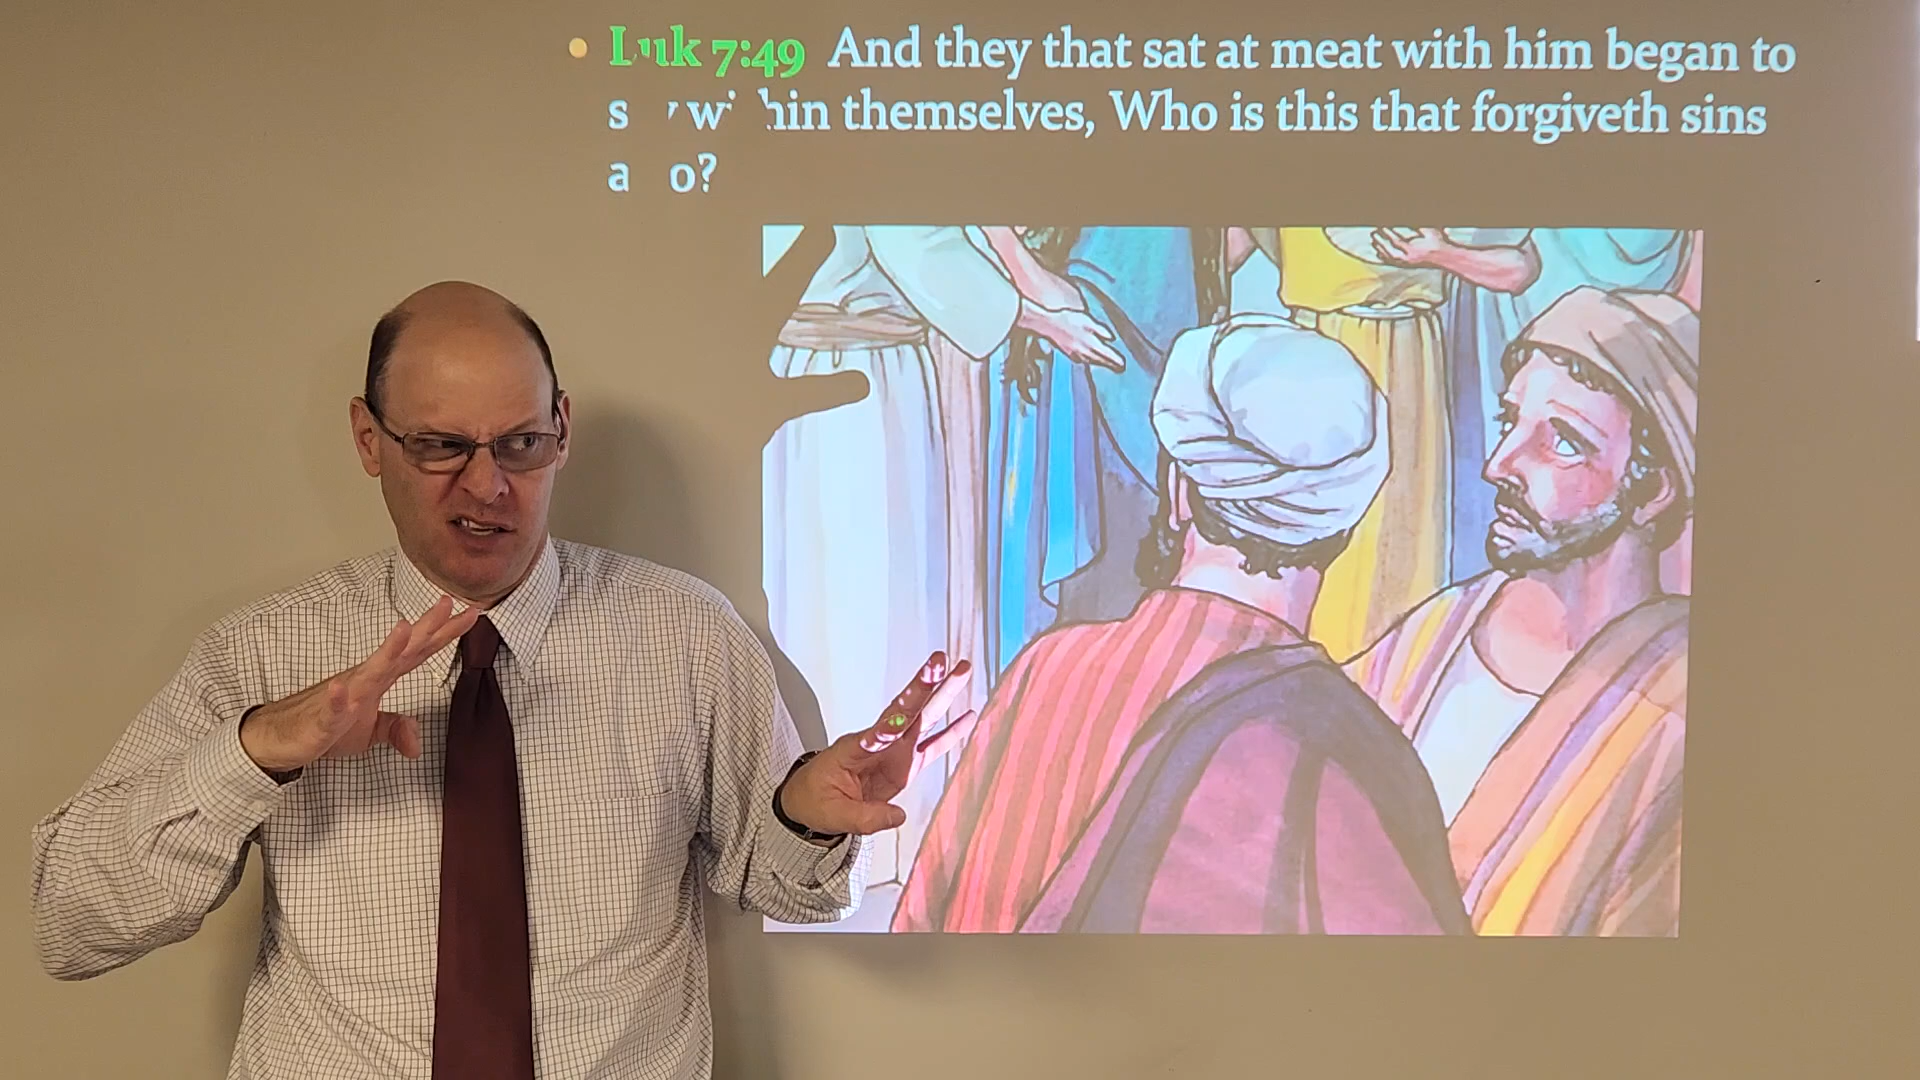 • Luk 7:49 And they that sat at meat with him began to
themselves, Who is this that forgiveth sins